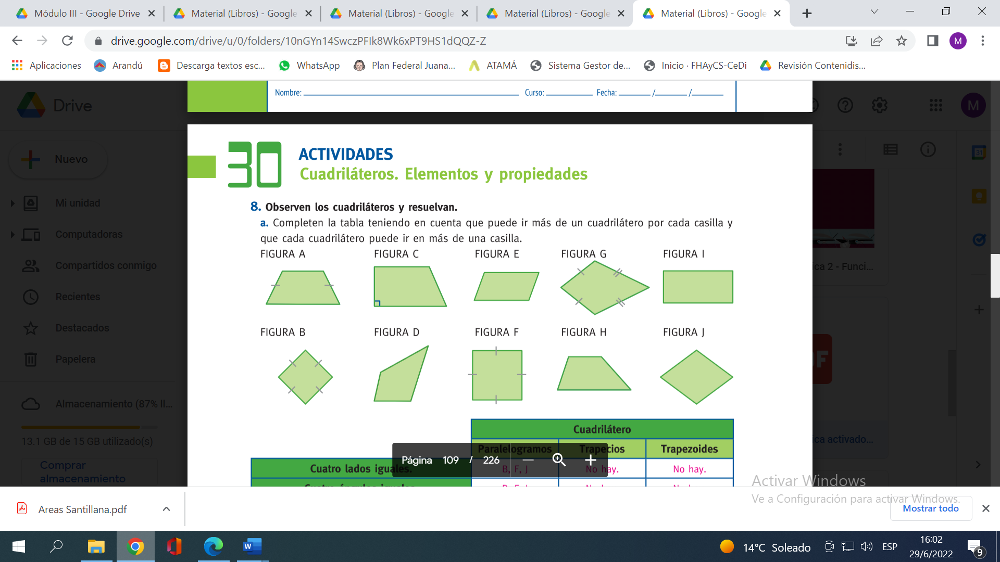 Módulo III - Google Drive
Material (Libros) - Google
Material (Libros) - Google
Material (Libros) - Google
Material (Libros) - Google
drive.google.com/drive/u/0/folders/10nGYn14SwczPFIk8Wk6xPT9HS1dQQZ-Z
M
Aplicaciones
Arandú
Descarga textos esc...
WhatsApp
Plan Federal Juana...
ATAMÁ
Sistema Gestor de...
Inicio · FHAyCS-CeDi
Revisión Contenidis...
Drive
Nombre: Curso: Fecha: / /
M
30
ACTIVIDADES
Cuadriláteros. Elementos y propiedades
Nuevo
31
Mi unidad
Computadoras
Compartidos conmigo
Recientes
Destacados
Papelera
Almacenamiento (87% ll...
13.1 GB de 15 GB utilizado(s)
Comprar
almacenamiento
8. Observen los cuadriláteros y resuelvan.
a. Completen la tabla teniendo en cuenta que puede ir más de un cuadrilátero por cada casilla y
que cada cuadrilátero puede ir en más de una casilla.
FIGURA A FIGURA C FIGURA E FIGURA G FIGURA I
FIGURA B FIGURA D FIGURA F FIGURA H FIGURA J
ica 2 - Funci...
ica activado...
Cuadrilátero
Paralelogramos Trapecios Trapezoides
Cuatro lados iguales. B, F, J No hay. No hay.
Página 109 / 226
Activar Windows
Ve a Configuración para activar Windows.
Areas Santillana.pdf
Mostrar todo
14°C Soleado
ESP
16:02
29/6/2022
9